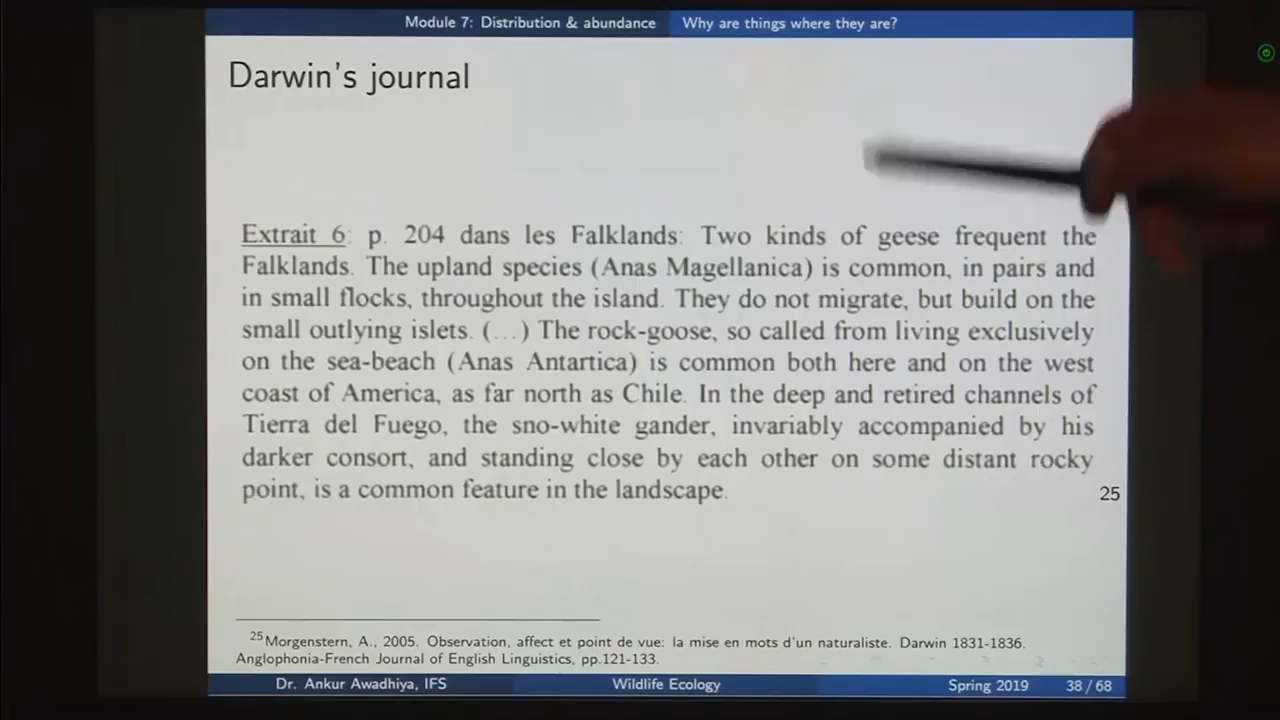 Module 7: Distribution & abundance Why are things where they are?
Darwin's journal
Extrait 6: p. 204 dans les Falklands: Two kinds of geese frequent the
Falklands. The upland species (Anas Magellanica) is common, in pairs and
in small flocks, throughout the island. They do not migrate, but build on the
small outlying islets. (...) The rock-goose, so called from living exclusively
on the sea-beach (Anas Antartica) is common both here and on the west
coast of America, as far north as Chile. In the deep and retired channels of
Tierra del Fuego, the sno-white gander, invariably accompanied by his
darker consort, and standing close by each other on some distant rocky
point, is a common feature in the landscape.
25
25 Morgenstern, A., 2005. Observation, affect et point de vue: la mise en mots d'un naturaliste. Darwin 1831-1836.
Anglophonia-French Journal of English Linguistics, pp.121-133.
Dr. Ankur Awadhiya, IFS Wildlife Ecology Spring 2019 38 / 68